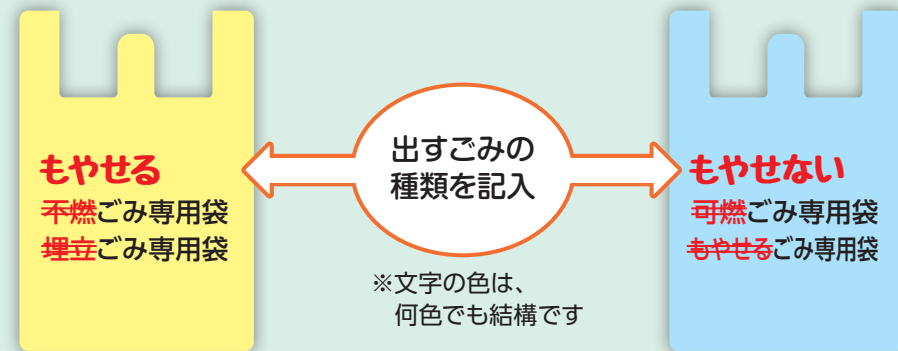 もやせる
不燃ごみ専用袋
埋立ごみ専用袋
出すごみの
種類を記入
※文字の色は、
何色でも結構です
もやせない
可燃ごみ専用袋
もやせるごみ専用袋